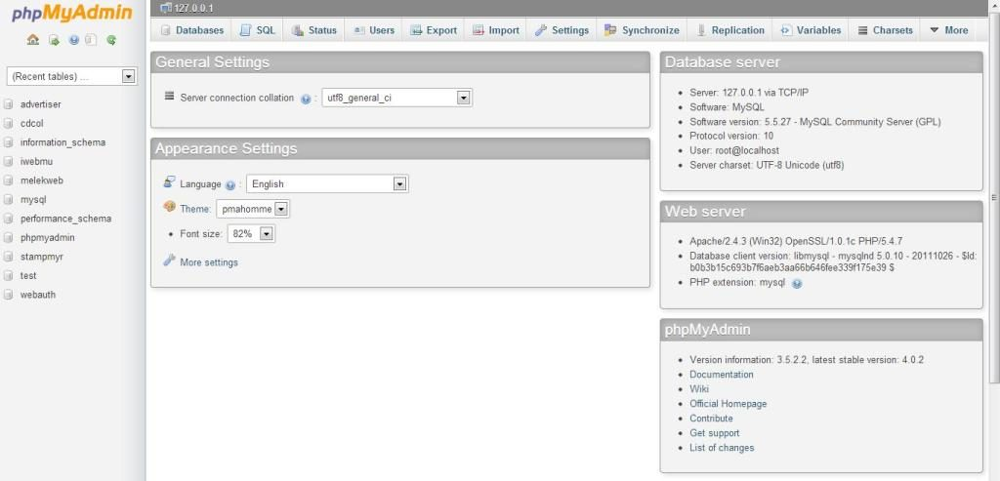 phpMyAdmin
(Recent tables) ...
advertiser
cdcol
information_schema
iwebmu
melekweb
mysql
performance_schema
phpmyadmin
stampmyr
test
webauth
127.0.0.1
Databases SQL Status Users Export Import Settings Synchronize Replication Variables Charsets More
General Settings
Server connection collation : utf8_general_ci
Appearance Settings
Language : English
Theme: pmahomme
Font size: 82%
More settings
Database server
Server: 127.0.0.1 via TCP/IP
Software: MySQL
Software version: 5.5.27 - MySQL Community Server (GPL)
Protocol version: 10
User: root@localhost
Server charset: UTF-8 Unicode (utf8)
Web server
Apache/2.4.3 (Win32) OpenSSL/1.0.1c PHP/5.4.7
Database client version: libmysql - mysqlnd 5.0.10 - 20111026 - $Id:
b0b3b15c693b7f6aeb3aa66b646fee339f175e39 $
PHP extension: mysql
phpMyAdmin
Version information: 3.5.2.2, latest stable version: 4.0.2
Documentation
Wiki
Official Homepage
Contribute
Get support
List of changes